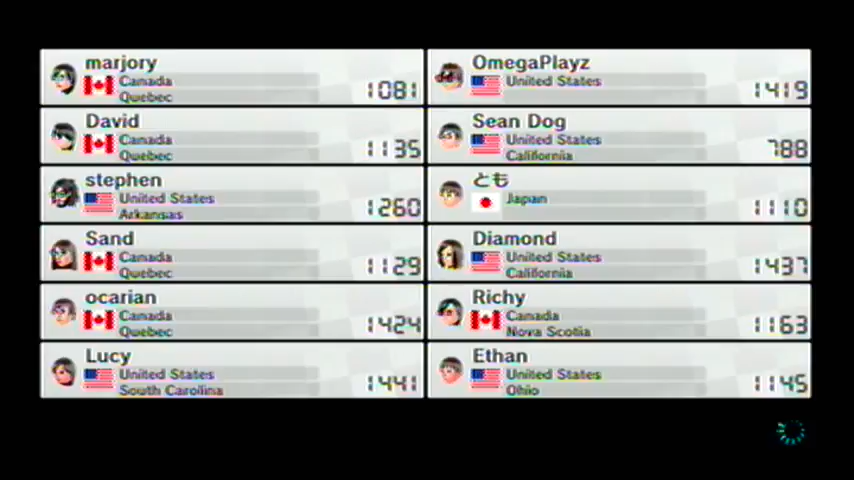 marjory
Canada
Quebec
1081
David
Canada
Quebec
1135
stephen
United States
Arkansas
1260
Sand
Canada
Quebec
1129
ocarian
Canada
Quebec
1424
Lucy
United States
South Carolina
1441
OmegaPlayz
United States
1419
Sean Dog
United States
California
788
とも
Japan
1110
Diamond
United States
California
1437
Richy
Canada
Nova Scotia
1163
Ethan
United States
Ohio
1145